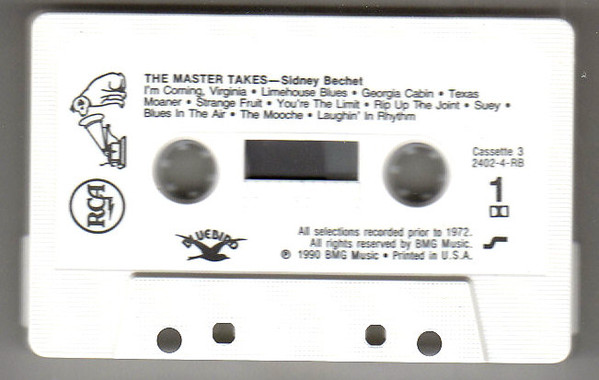 THE MASTER TAKES—Sidney Bechet
I'm Coming, Virginia • Limehouse Blues • Georgia Cabin • Texas
Moaner • Strange Fruit • You're The Limit • Rip Up The Joint • Suey •
Blues In The Air • The Mooche • Laughin' In Rhythm
Cassette 3
2402-4-RB
1
RCA
BLUEBIRD
All selections recorded prior to 1972.
All rights reserved by BMG Music.
℗ 1990 BMG Music • Printed in U.S.A.